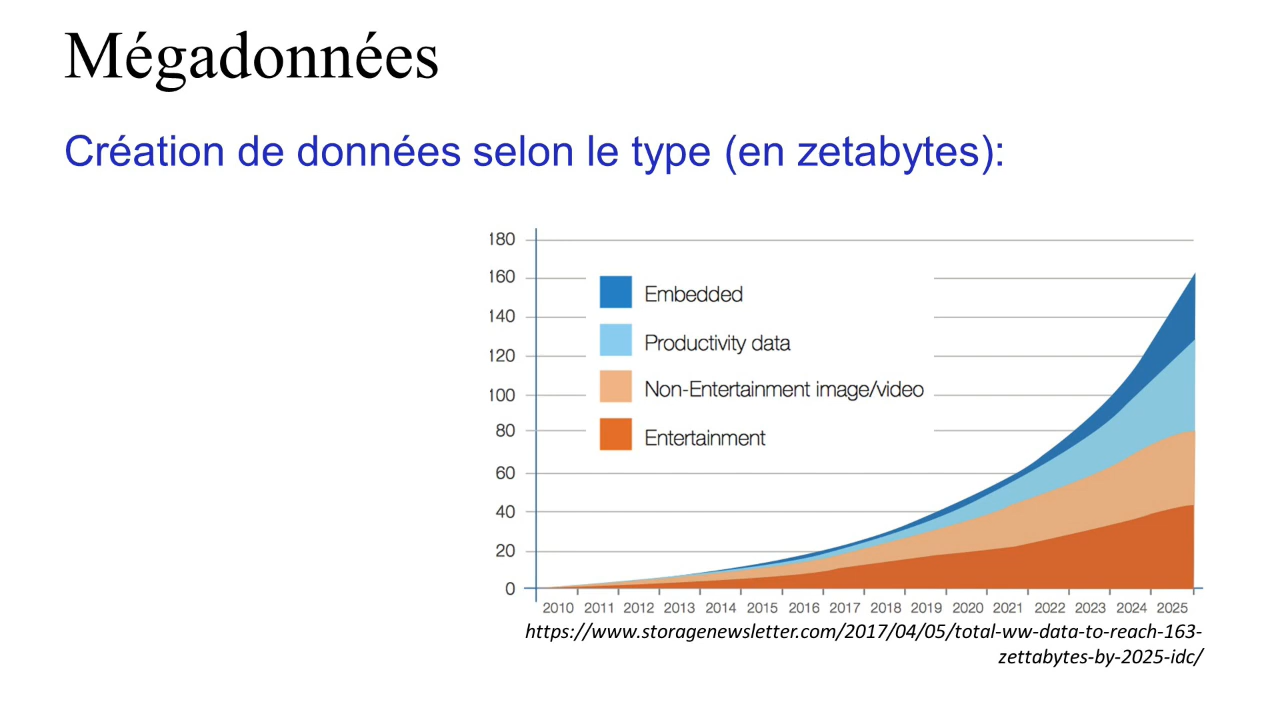 Mégadonnées
Création de données selon le type (en zetabytes):
180
160
140
120
100
80
60
40
20
0
Embedded
Productivity data
Non-Entertainment image/video
Entertainment
2010 2011 2012 2013 2014 2015 2016 2017 2018 2019 2020 2021 2022 2023 2024 2025
https://www.storagenewsletter.com/2017/04/05/total-ww-data-to-reach-163-
zettabytes-by-2025-idc/